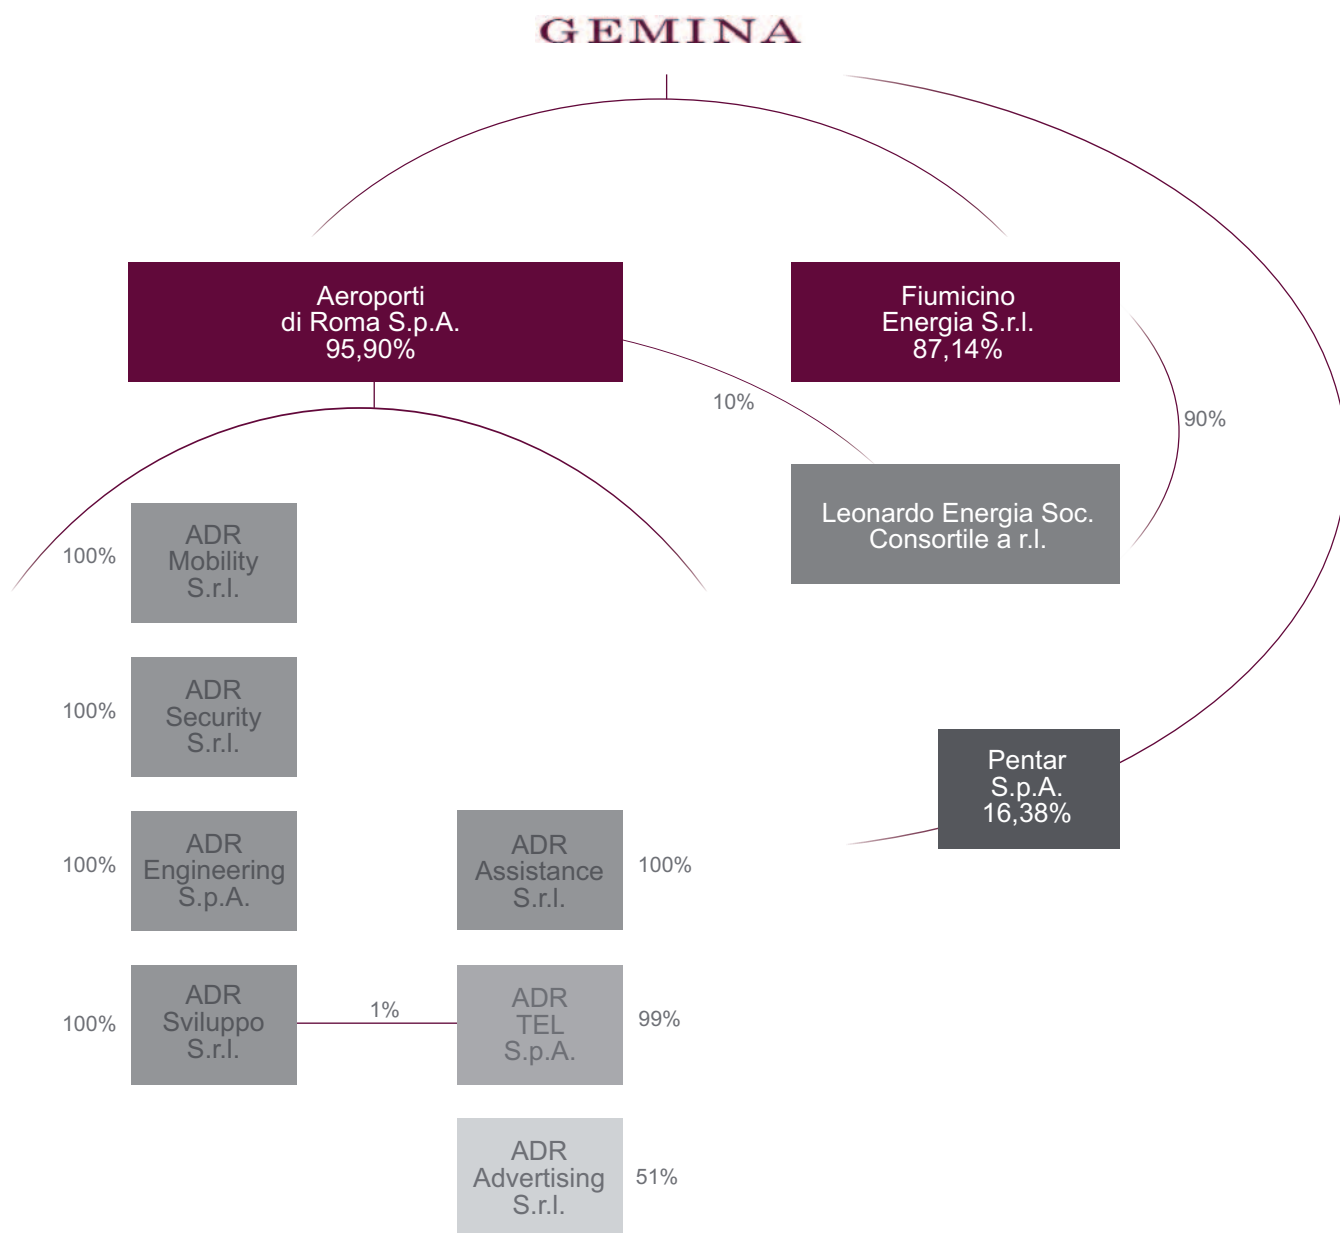 GEMINA
Aeroporti
di Roma S.p.A.
95,90%
Fiumicino
Energia S.r.l.
87,14%
10%
90%
Leonardo Energia Soc.
Consortile a r.l.
100%
ADR
Mobility
S.r.l.
100%
ADR
Security
S.r.l.
Pentar
S.p.A.
16,38%
100%
ADR
Engineering
S.p.A.
ADR
Assistance
S.r.l.
100%
100%
ADR
Sviluppo
S.r.l.
1%
ADR
TEL
S.p.A.
99%
ADR
Advertising
S.r.l.
51%